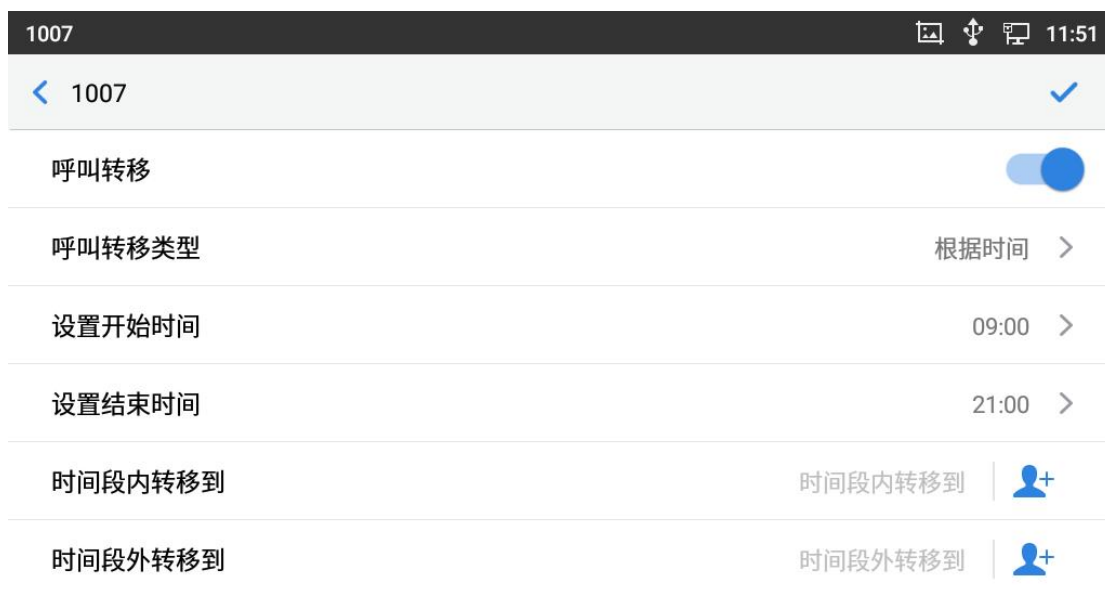 1007 11:51
1007
呼叫转移
呼叫转移类型 根据时间
设置开始时间 09:00
设置结束时间 21:00
时间段内转移到 时间段内转移到
时间段外转移到 时间段外转移到